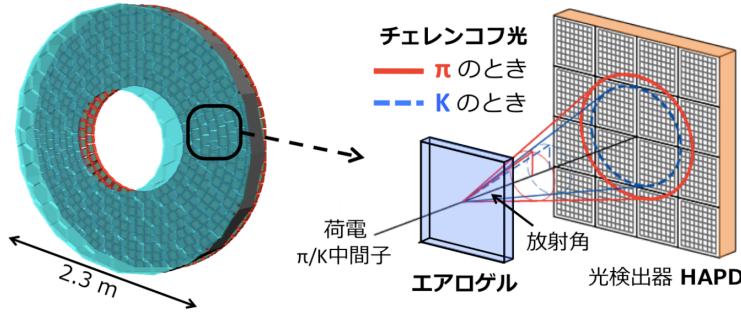 チェレンコフ光
π のとき
K のとき
荷電
π/K中間子
放射角
エアロゲル
光検出器 HAPD
2.3 m